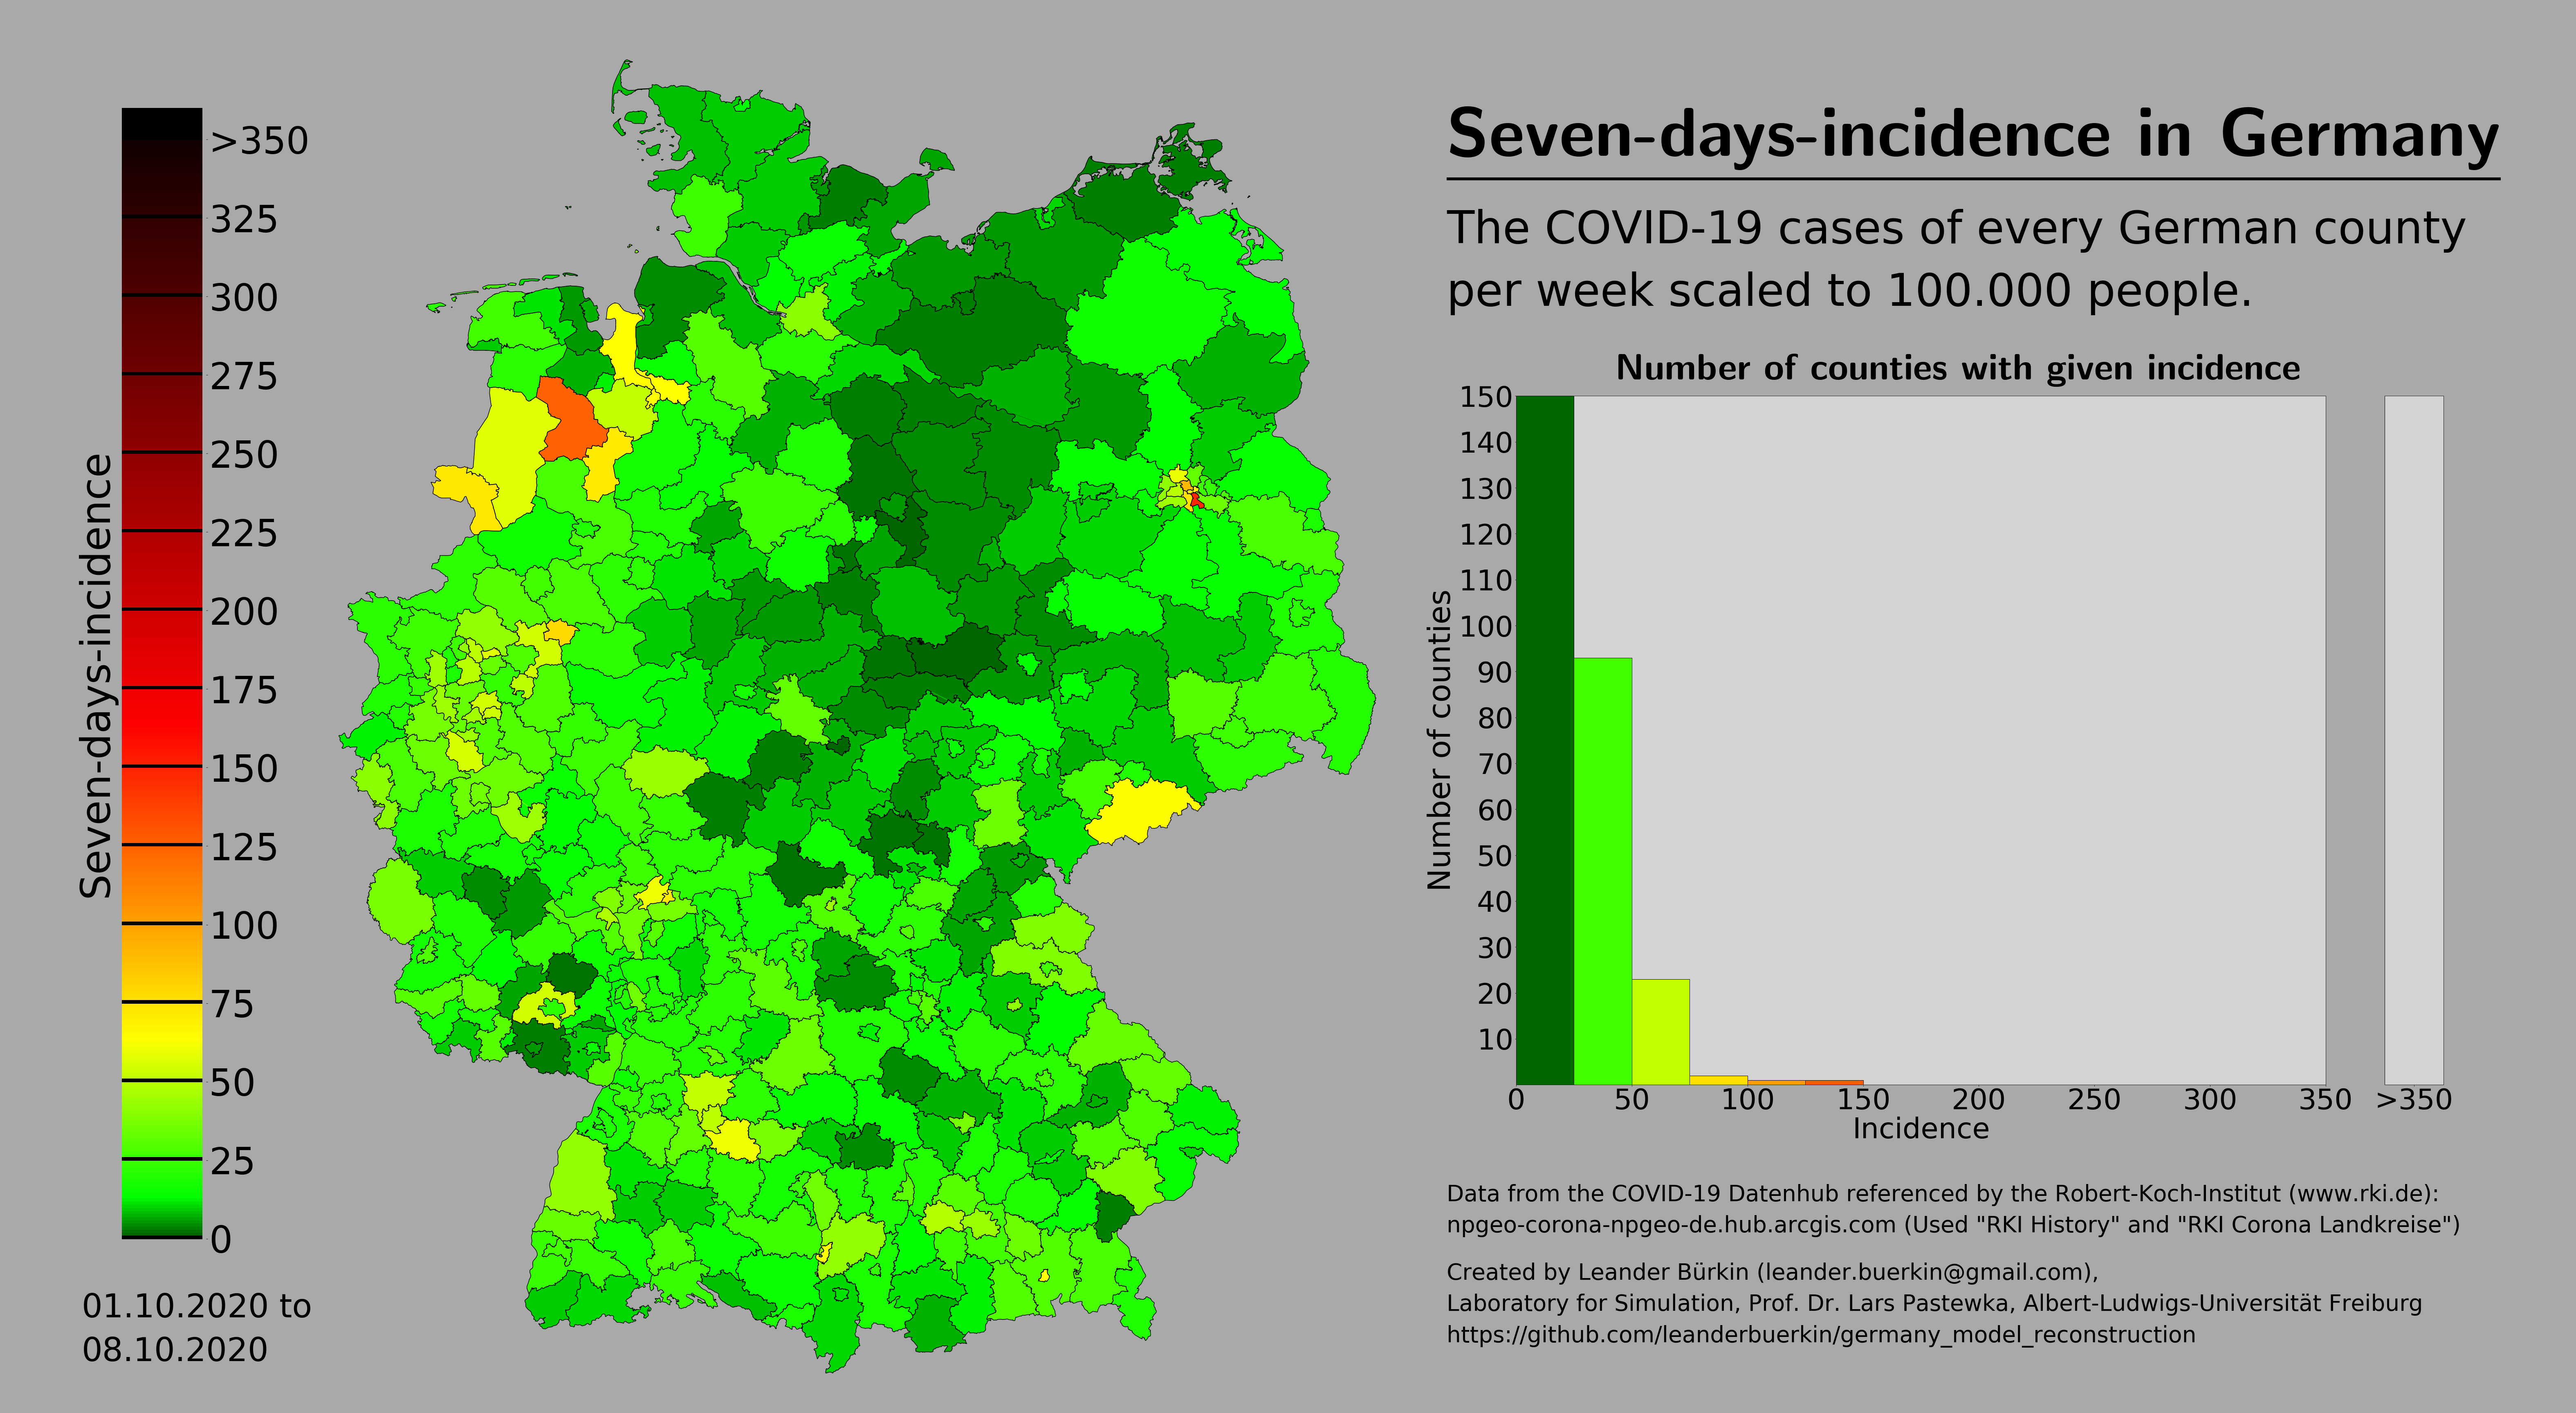 Seven-days-incidence in Germany
The COVID-19 cases of every German county
per week scaled to 100.000 people.
Seven-days-incidence
>350
325
300
275
250
225
200
175
150
125
100
75
50
25
0
01.10.2020 to
08.10.2020
Number of counties with given incidence
Number of counties
150
140
130
120
110
100
90
80
70
60
50
40
30
20
10
0 50 100 150 200 250 300 350 >350
Incidence
Data from the COVID-19 Datenhub referenced by the Robert-Koch-Institut (www.rki.de):
npgeo-corona-npgeo-de.hub.arcgis.com (Used "RKI History" and "RKI Corona Landkreise")
Created by Leander Bürkin (leander.buerkin@gmail.com),
Laboratory for Simulation, Prof. Dr. Lars Pastewka, Albert-Ludwigs-Universität Freiburg
https://github.com/leanderbuerkin/germany_model_reconstruction